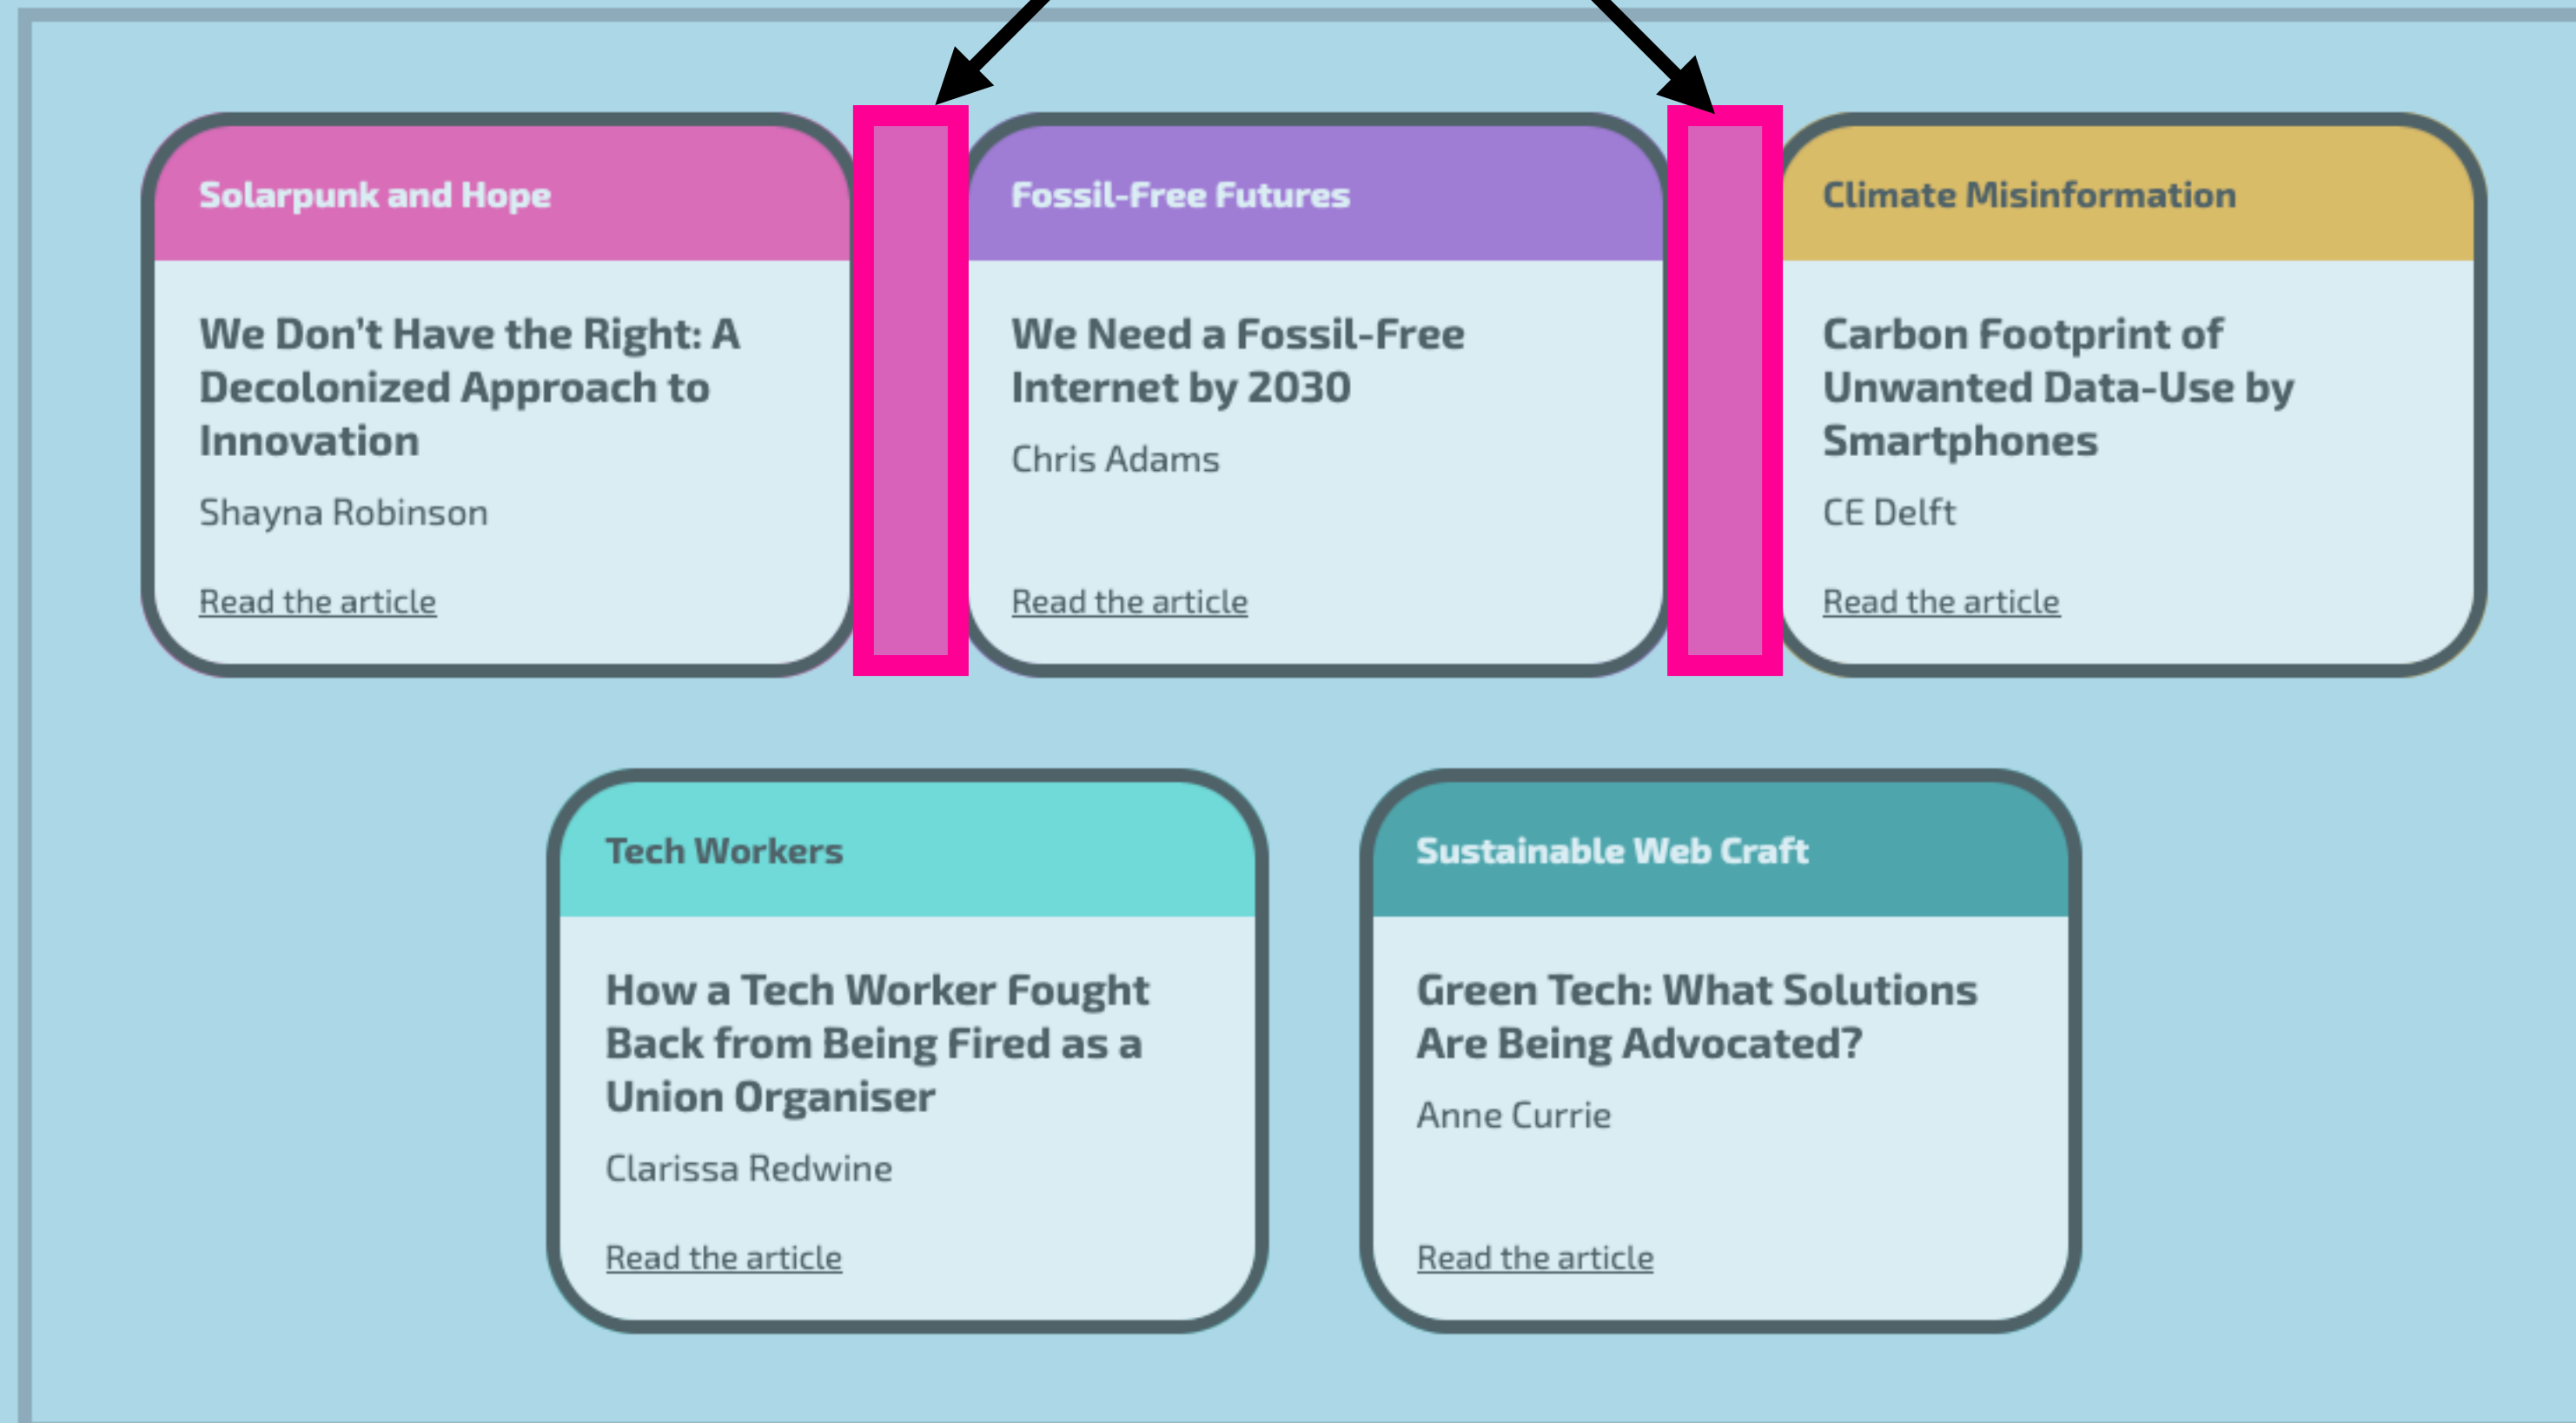 Solarpunk and Hope
We Don’t Have the Right: A
Decolonized Approach to
Innovation
Shayna Robinson
Read the article
Fossil-Free Futures
We Need a Fossil-Free
Internet by 2030
Chris Adams
Read the article
Climate Misinformation
Carbon Footprint of
Unwanted Data-Use by
Smartphones
CE Delft
Read the article
Tech Workers
How a Tech Worker Fought
Back from Being Fired as a
Union Organiser
Clarissa Redwine
Read the article
Sustainable Web Craft
Green Tech: What Solutions
Are Being Advocated?
Anne Currie
Read the article